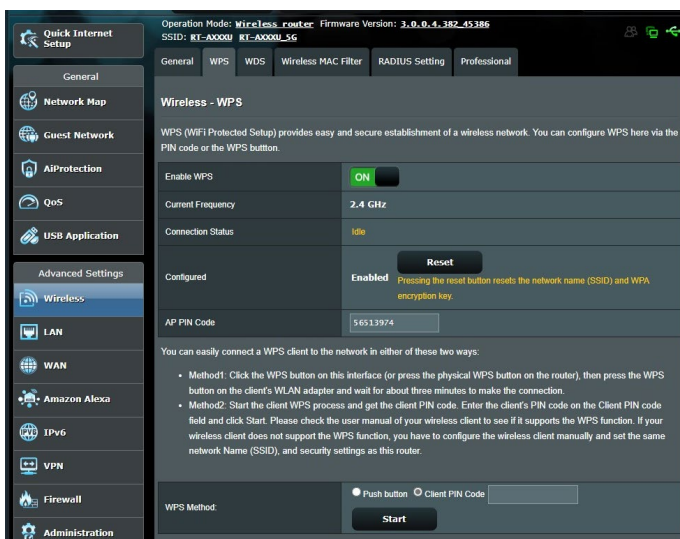 Quick Internet
Setup
General
Network Map
Guest Network
AiProtection
QoS
USB Application
Advanced Settings
Wireless
LAN
WAN
Amazon Alexa
IPv6
VPN
Firewall
Administration
Operation Mode: Wireless router Firmware Version: 3.0.0.4.382_45386
SSID: RT-AXXXU RT-AXXXU_5G
General WPS WDS Wireless MAC Filter RADIUS Setting Professional
Wireless - WPS
WPS (WiFi Protected Setup) provides easy and secure establishment of a wireless network. You can configure WPS here via the
PIN code or the WPS buttton.
Enable WPS ON
Current Frequency 2.4 GHz
Connection Status Idle
Configured Enabled Reset
Pressing the reset button resets the network name (SSID) and WPA
encryption key.
AP PIN Code 56513974
You can easily connect a WPS client to the network in either of these two ways:
• Method1: Click the WPS button on this interface (or press the physical WPS button on the router), then press the WPS
button on the client's WLAN adapter and wait for about three minutes to make the connection.
• Method2: Start the client WPS process and get the client PIN code. Enter the client's PIN code on the Client PIN code
field and click Start. Please check the user manual of your wireless client to see if it supports the WPS function. If your
wireless client does not support the WPS function, you have to configure the wireless client manually and set the same
network Name (SSID), and security settings as this router.
WPS Method: Push button Client PIN Code
Start